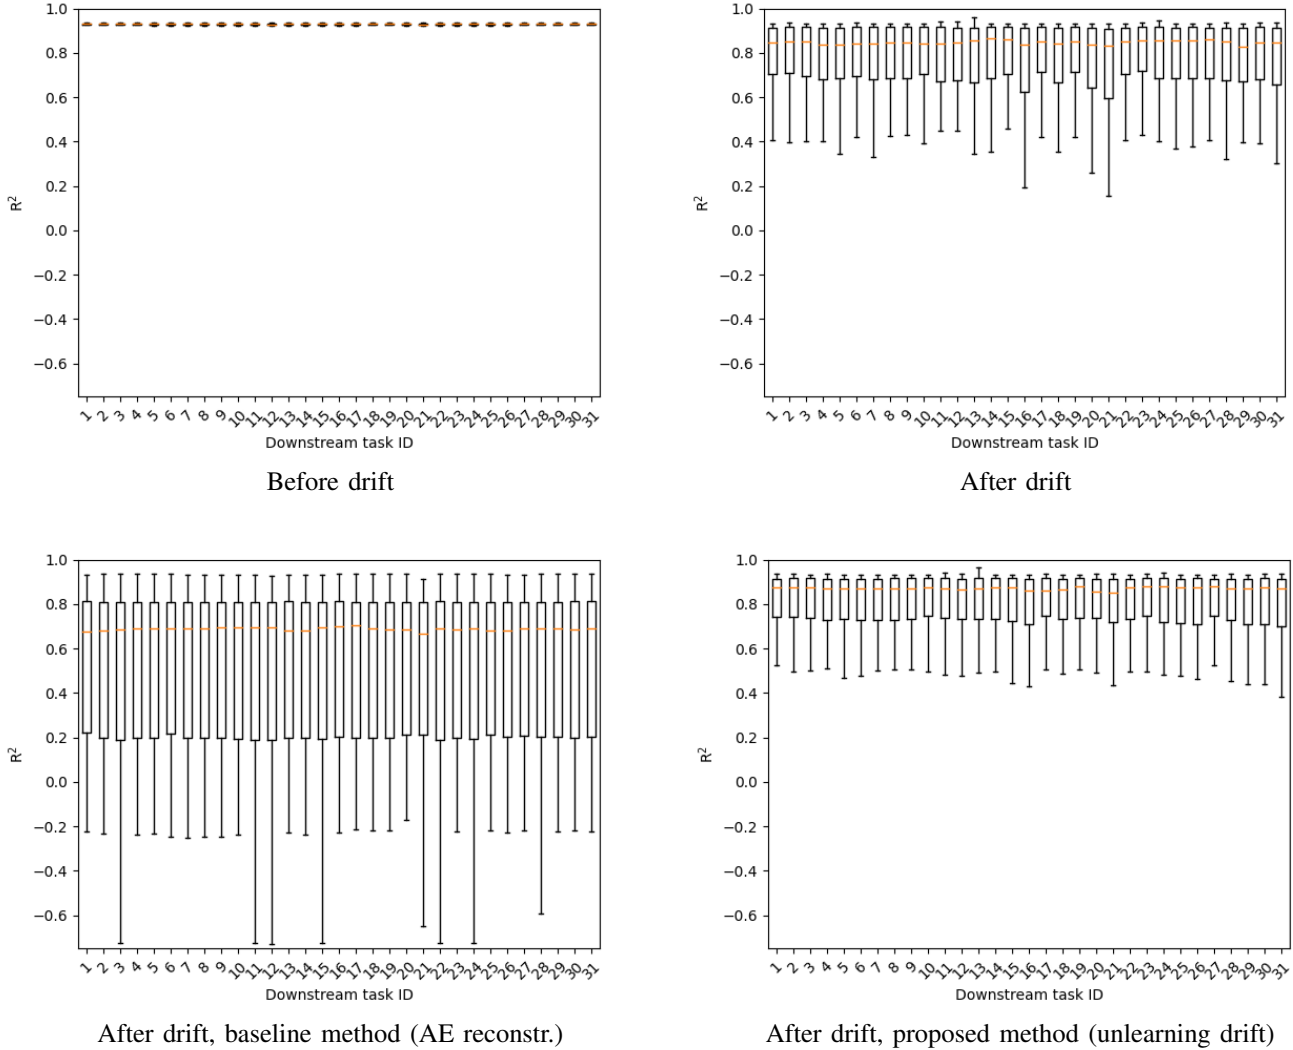 1.0
0.8
0.6
0.4
0.2
0.0
−0.2
−0.4
−0.6
R²
1 2 3 4 5 6 7 8 9 10 11 12 13 14 15 16 17 18 19 20 21 22 23 24 25 26 27 28 29 30 31
Downstream task ID
Before drift
1.0
0.8
0.6
0.4
0.2
0.0
−0.2
−0.4
−0.6
R²
1 2 3 4 5 6 7 8 9 10 11 12 13 14 15 16 17 18 19 20 21 22 23 24 25 26 27 28 29 30 31
Downstream task ID
After drift
1.0
0.8
0.6
0.4
0.2
0.0
−0.2
−0.4
−0.6
R²
1 2 3 4 5 6 7 8 9 10 11 12 13 14 15 16 17 18 19 20 21 22 23 24 25 26 27 28 29 30 31
Downstream task ID
After drift, baseline method (AE reconstr.)
1.0
0.8
0.6
0.4
0.2
0.0
−0.2
−0.4
−0.6
R²
1 2 3 4 5 6 7 8 9 10 11 12 13 14 15 16 17 18 19 20 21 22 23 24 25 26 27 28 29 30 31
Downstream task ID
After drift, proposed method (unlearning drift)